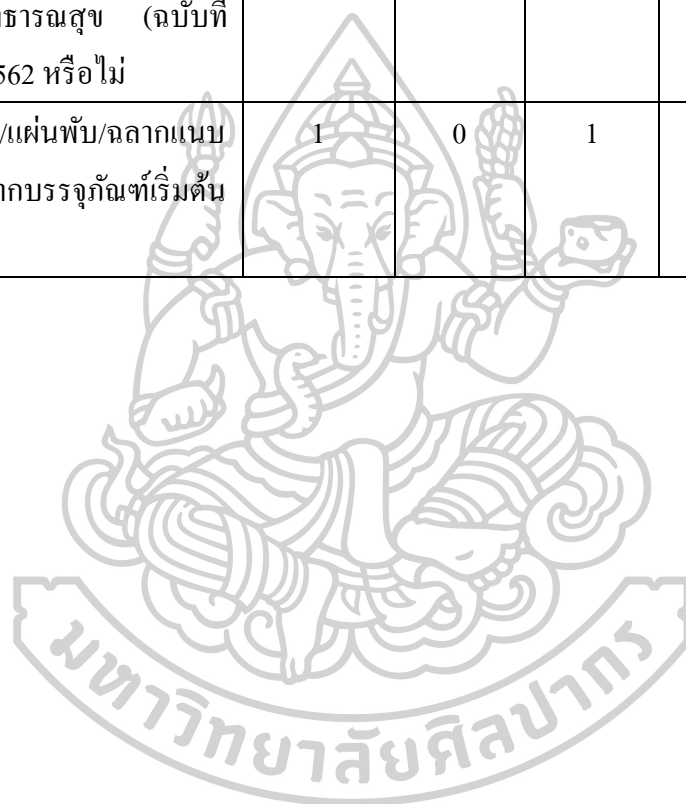 ธารณสุข (ฉบับที่
562 หรือไม่
/แผ่นพับ/ฉลากแนบ 1 0 1
ากบรรจุภัณฑ์เริ่มต้น
มหาวิทยาลัยศิลปากร